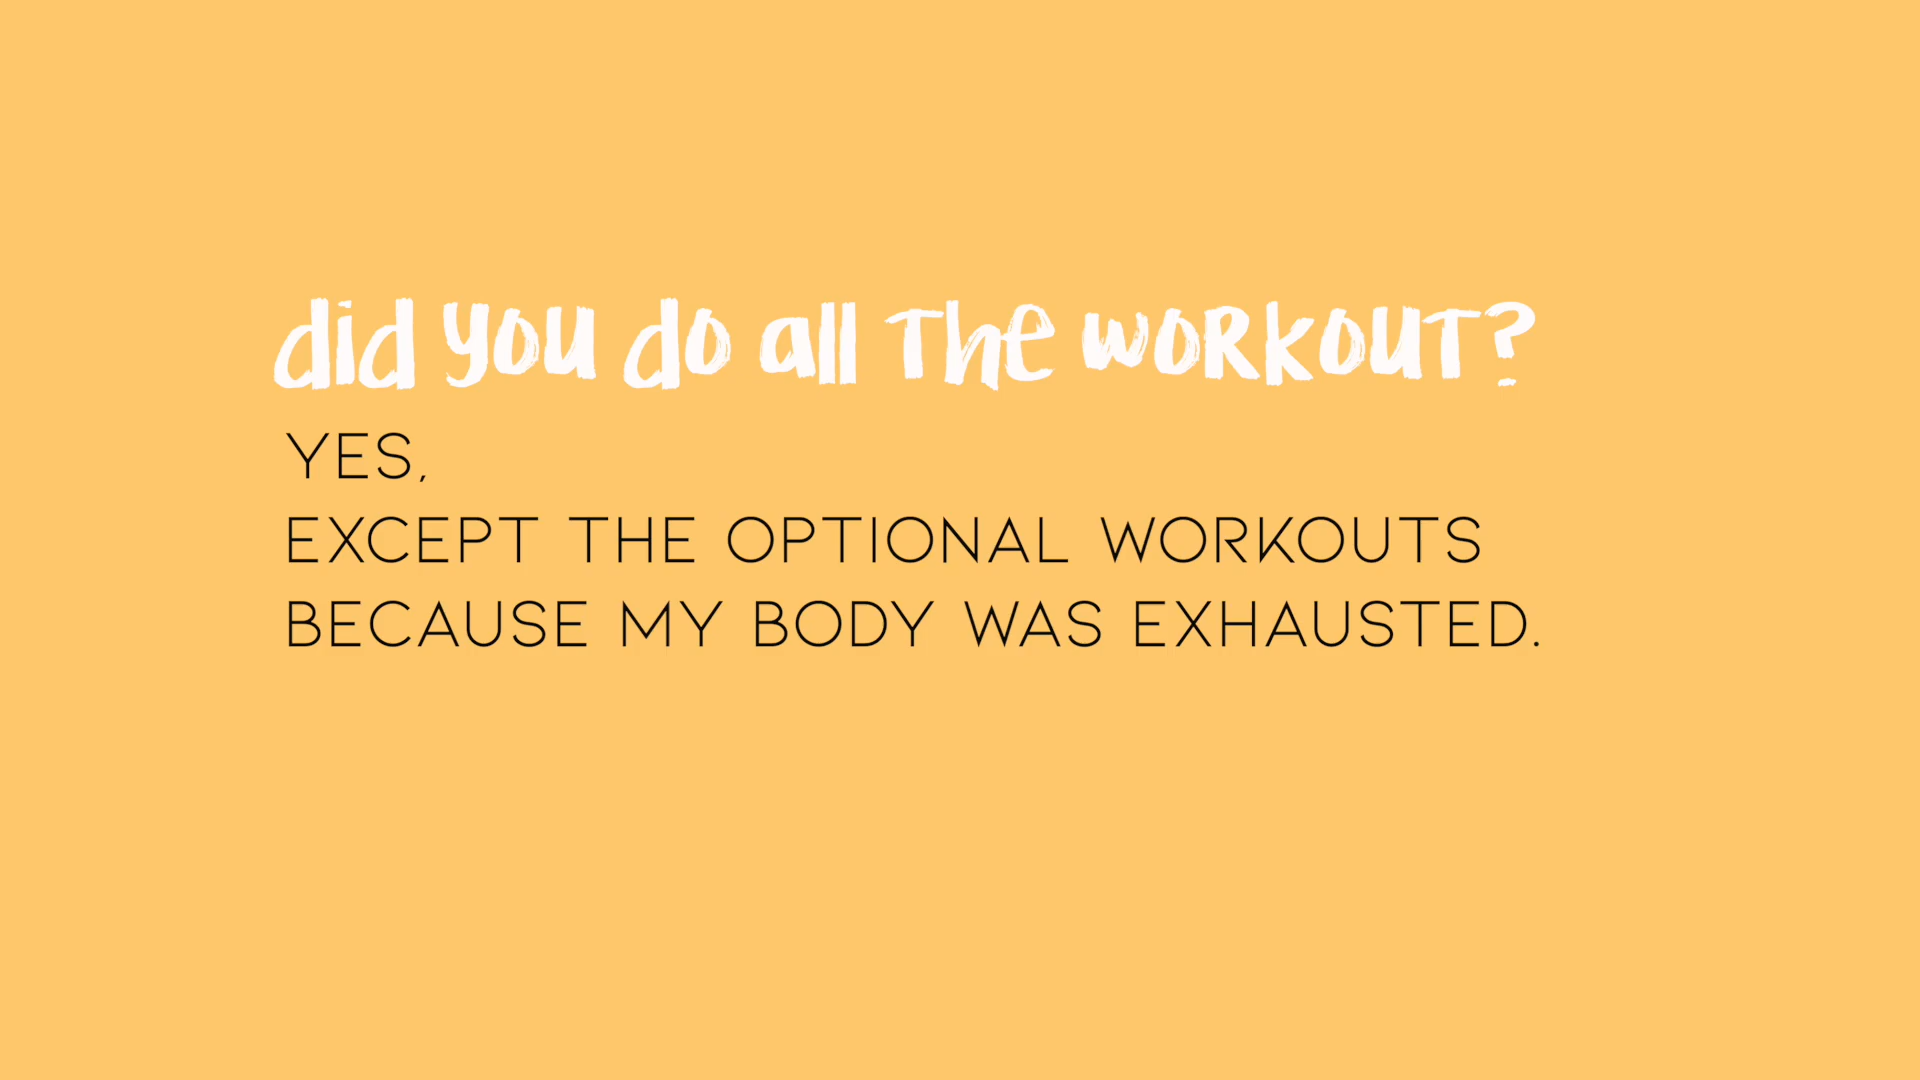 did you do all the workout?
YES,
EXCEPT THE OPTIONAL WORKOUTS
BECAUSE MY BODY WAS EXHAUSTED.